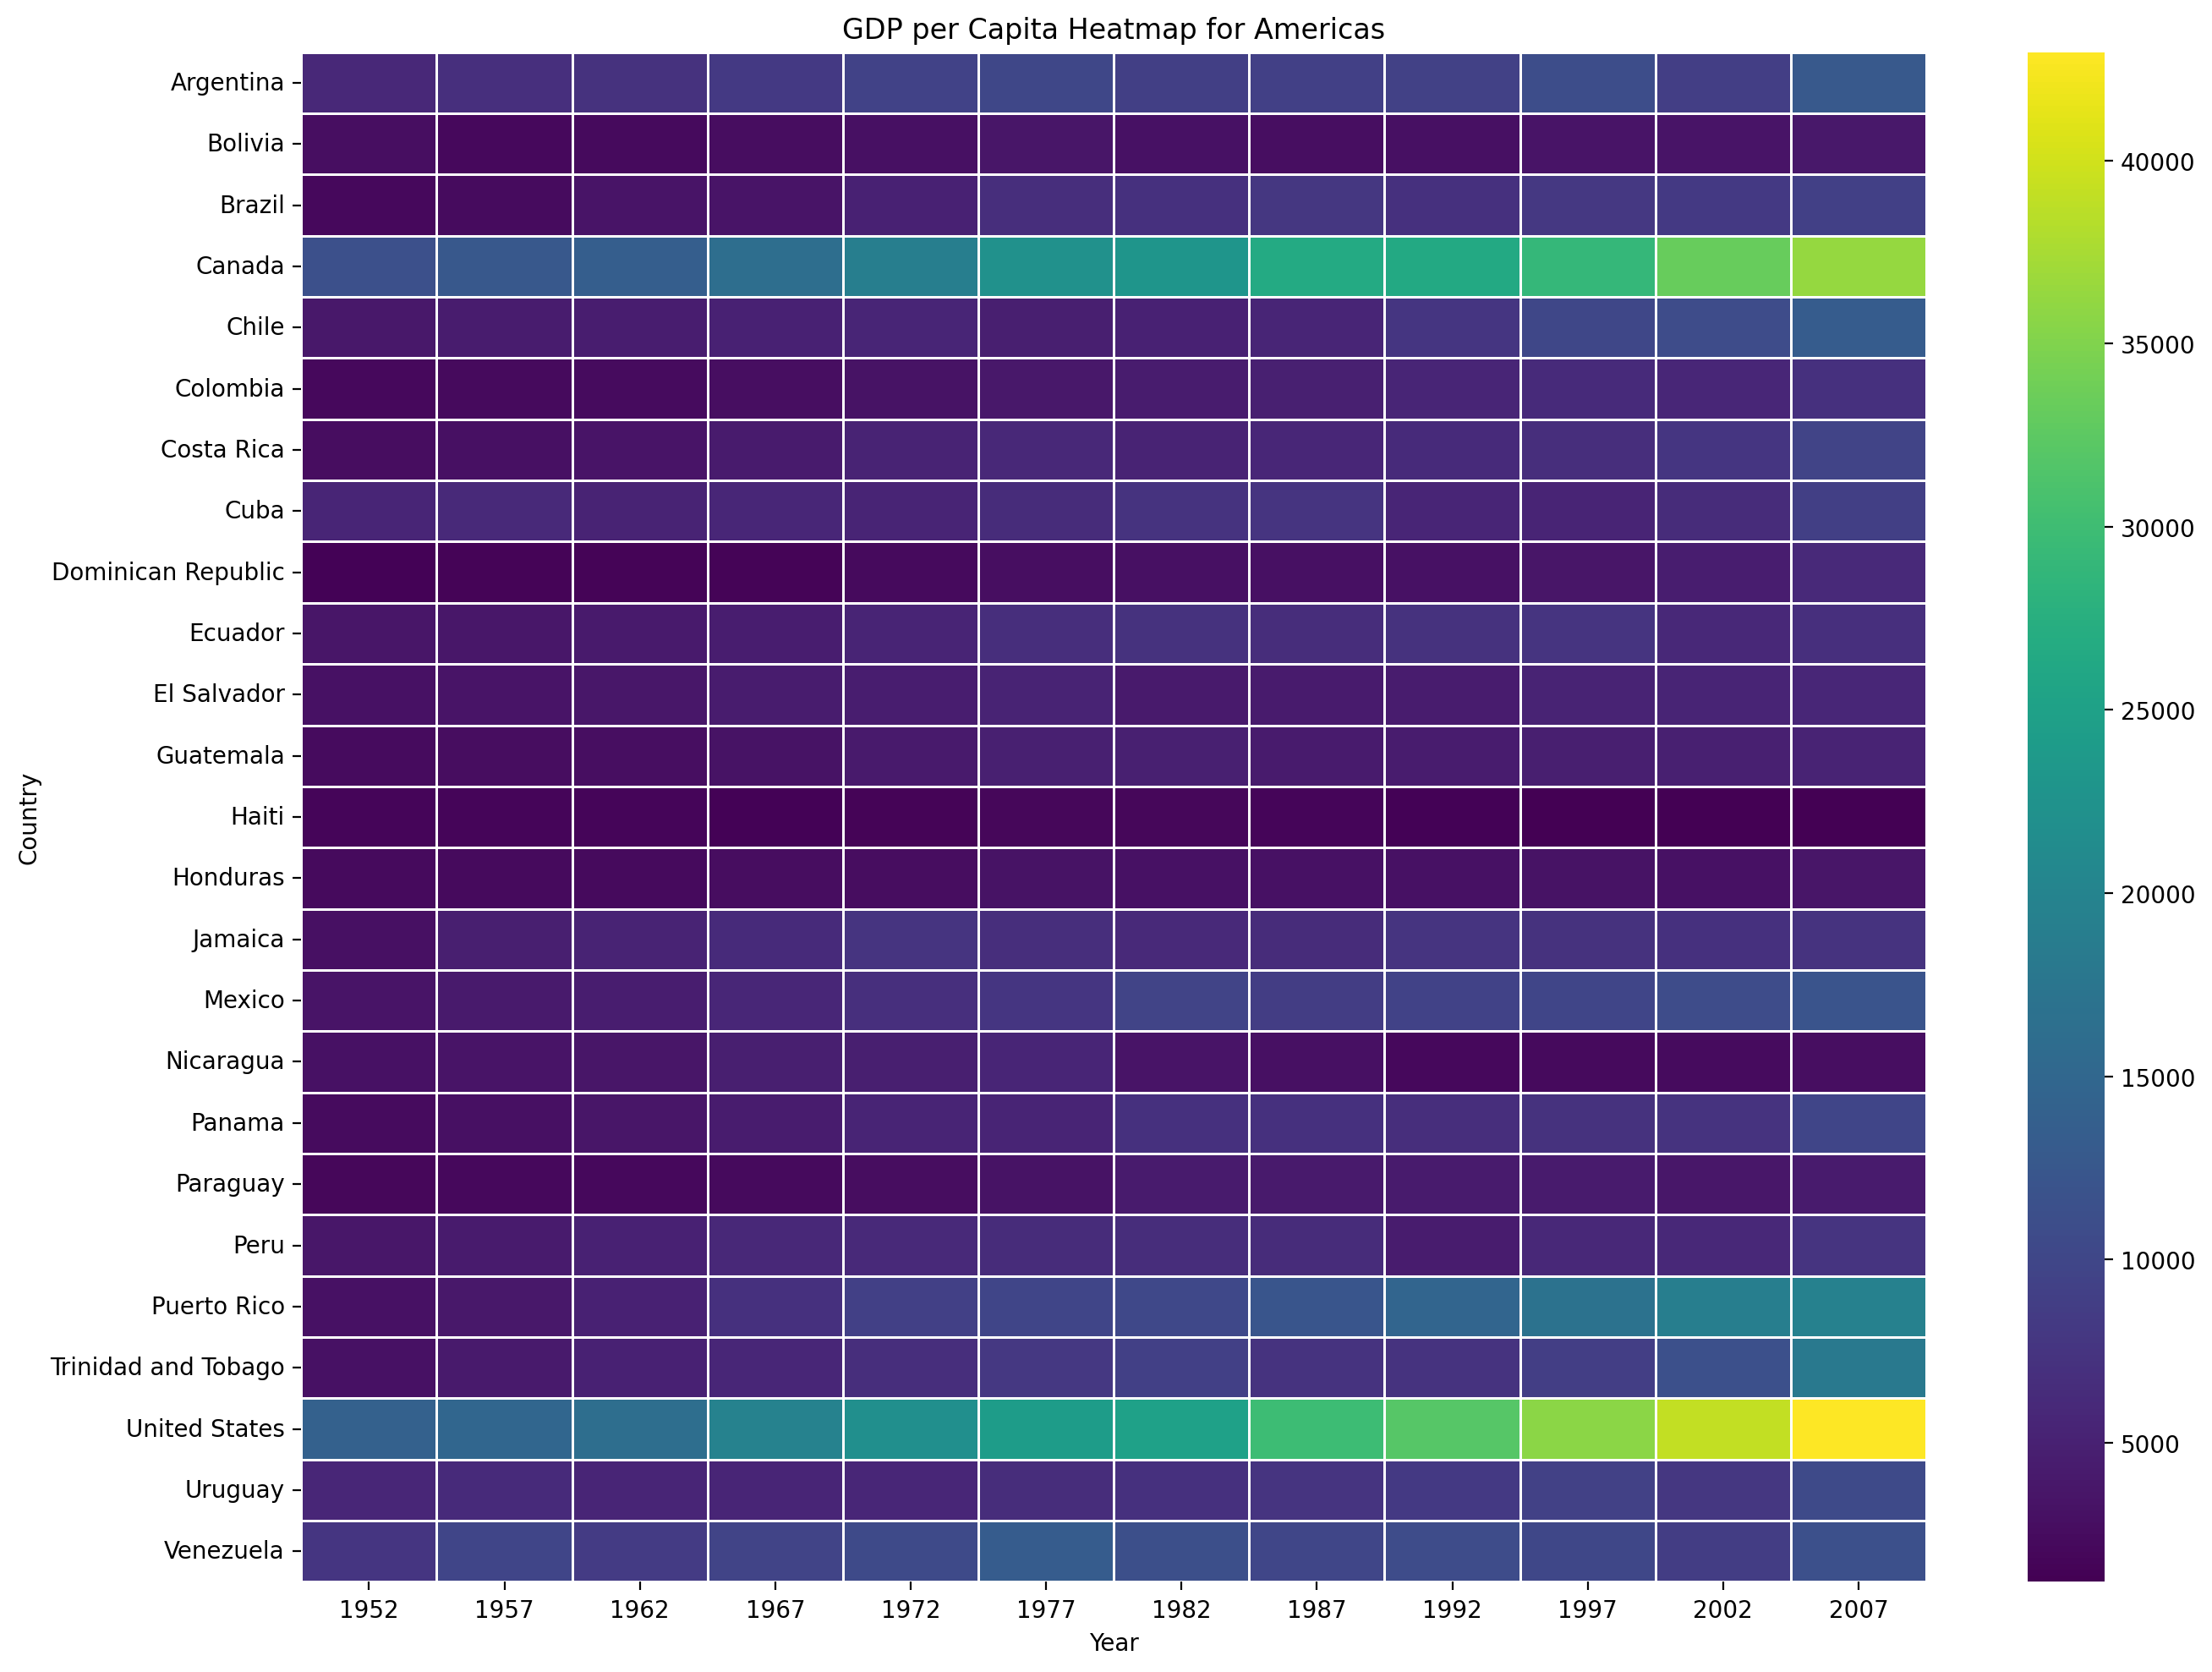 GDP per Capita Heatmap for Americas
Country
Argentina
Bolivia
Brazil
Canada
Chile
Colombia
Costa Rica
Cuba
Dominican Republic
Ecuador
El Salvador
Guatemala
Haiti
Honduras
Jamaica
Mexico
Nicaragua
Panama
Paraguay
Peru
Puerto Rico
Trinidad and Tobago
United States
Uruguay
Venezuela
1952 1957 1962 1967 1972 1977 1982 1987 1992 1997 2002 2007
Year
40000
35000
30000
25000
20000
15000
10000
5000